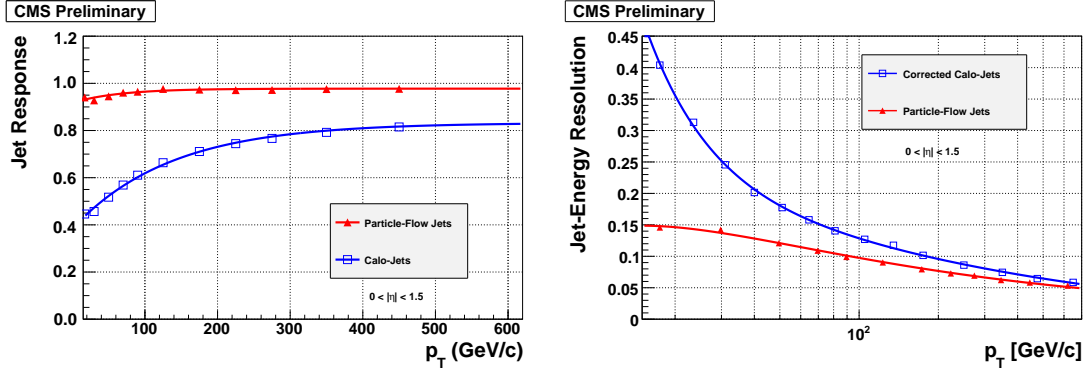 CMS Preliminary
Jet Response
1.2
1.0
0.8
0.6
0.4
0.2
0.0
Particle-Flow Jets
Calo-Jets
0 < |η| < 1.5
100 200 300 400 500 600
p_T (GeV/c)
CMS Preliminary
Jet-Energy Resolution
0.45
0.4
0.35
0.3
0.25
0.2
0.15
0.1
0.05
0
Corrected Calo-Jets
Particle-Flow Jets
0 < |η| < 1.5
10²
p_T [GeV/c]